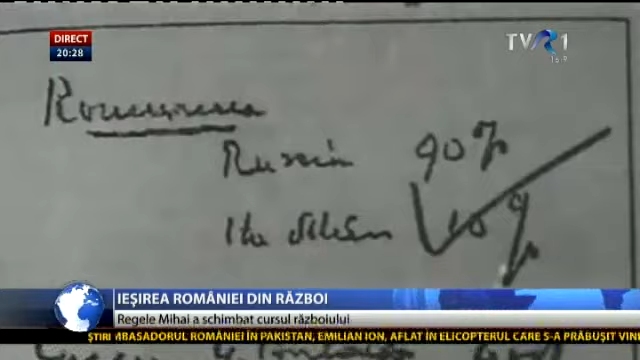 DIRECT
20:28
TVR1
16:9
Roumania
Russia 90%
The others 10%
IEȘIREA ROMÂNIEI DIN RĂZBOI
Regele Mihai a schimbat cursul războiului
ȘTIRI MBASADORUL ROMÂNIEI ÎN PAKISTAN, EMILIAN ION, AFLAT ÎN ELICOPTERUL CARE S-A PRĂBUȘIT VIN